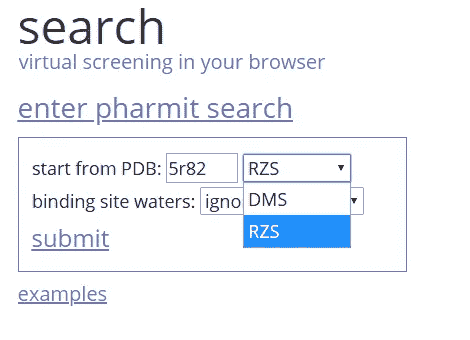 search
virtual screening in your browser
enter pharmit search
start from PDB: 5r82 RZS
binding site waters: igno
DMS
RZS
submit
examples